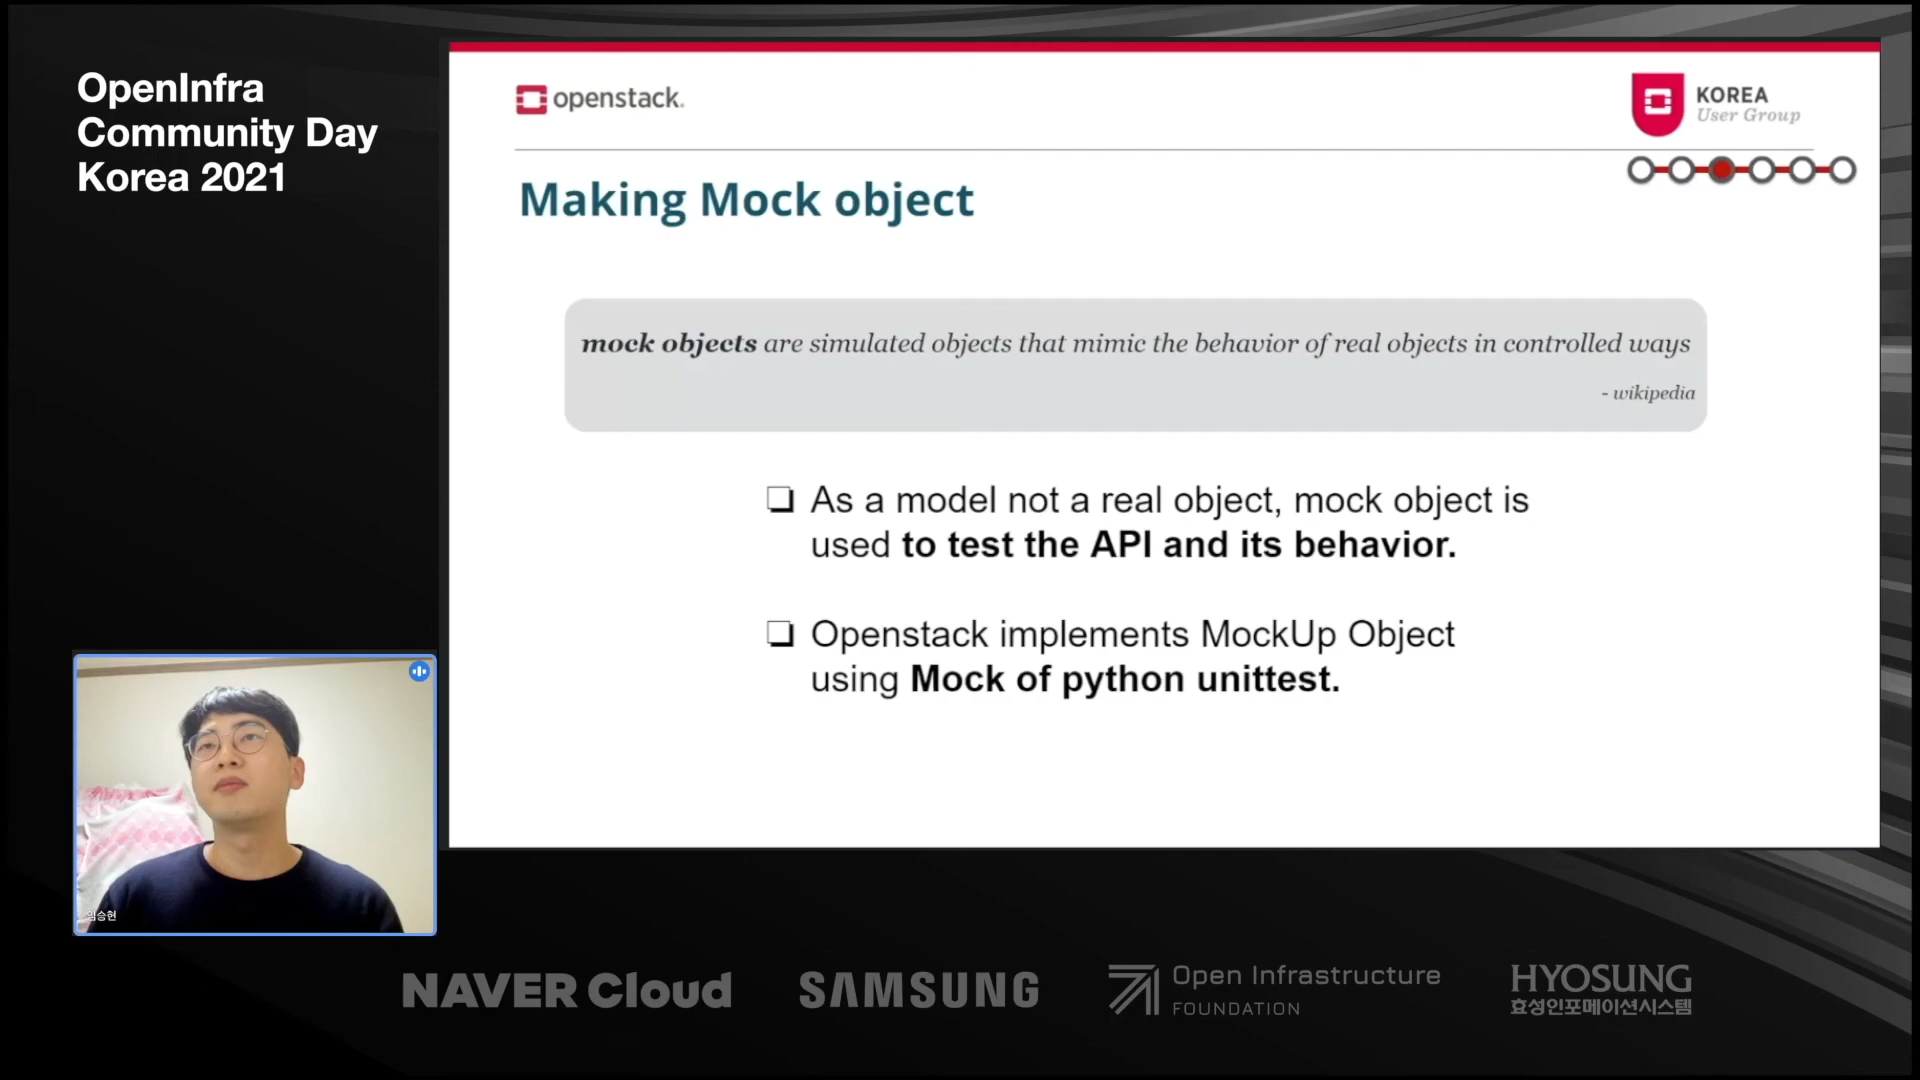 OpenInfra
Community Day
Korea 2021
openstack.
KOREA
User Group
Making Mock object
mock objects are simulated objects that mimic the behavior of real objects in controlled ways
- wikipedia
❏ As a model not a real object, mock object is
used to test the API and its behavior.
❏ Openstack implements MockUp Object
using Mock of python unittest.
임승현
NAVER Cloud
SAMSUNG
Open Infrastructure
FOUNDATION
HYOSUNG
효성인포메이션시스템